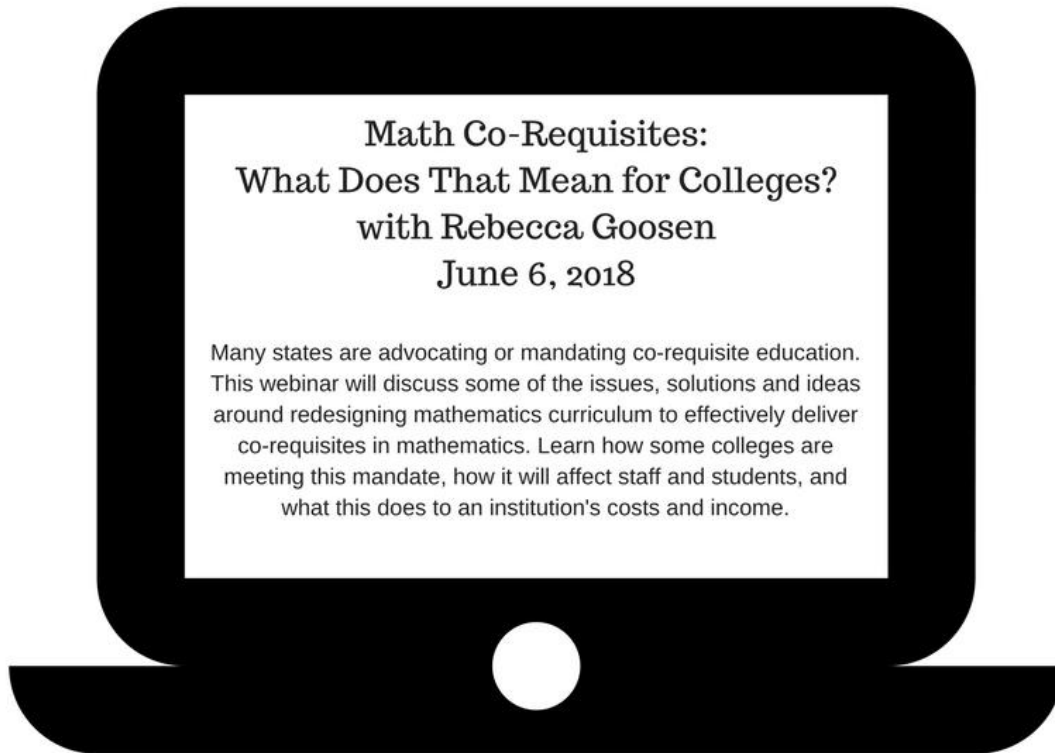 Math Co-Requisites:
What Does That Mean for Colleges?
with Rebecca Goosen
June 6, 2018
Many states are advocating or mandating co-requisite education.
This webinar will discuss some of the issues, solutions and ideas
around redesigning mathematics curriculum to effectively deliver
co-requisites in mathematics. Learn how some colleges are
meeting this mandate, how it will affect staff and students, and
what this does to an institution's costs and income.